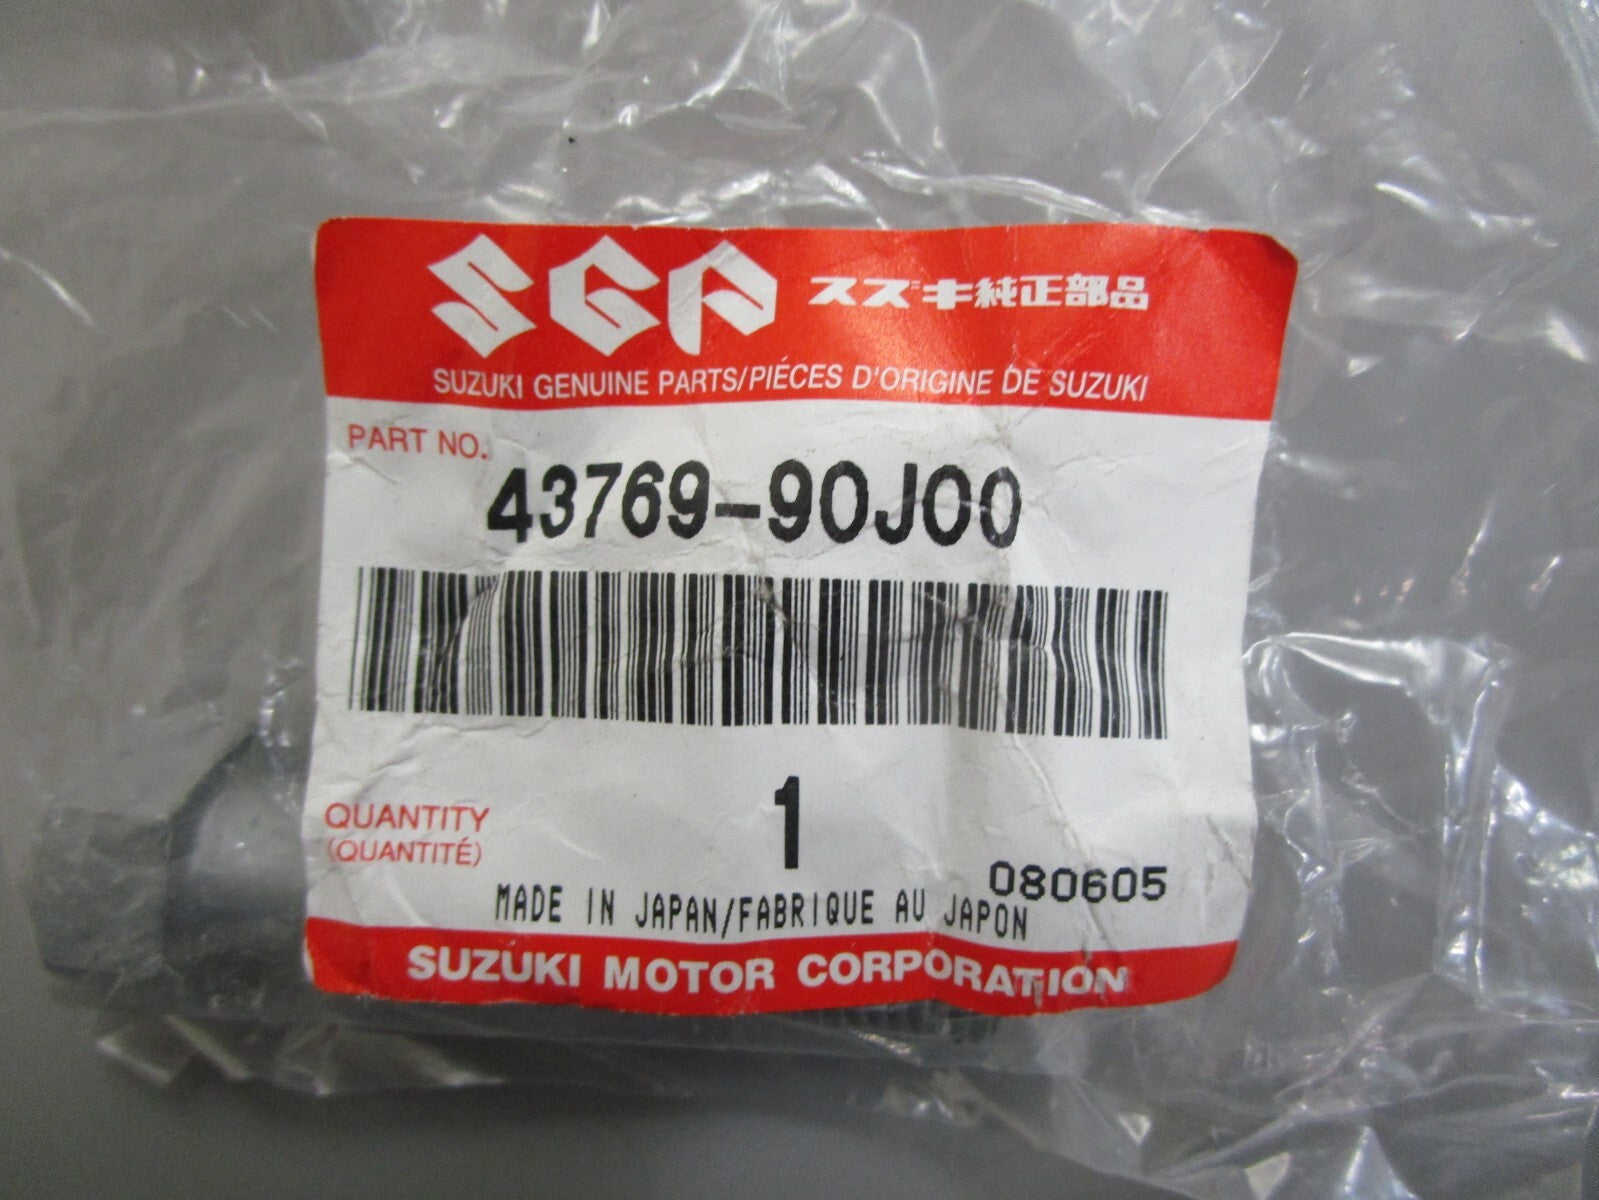 SGP スズキ純正部品
SUZUKI GENUINE PARTS/PIÉCES D'ORIGINE DE SUZUKI
PART NO.
43769-90J00
QUANTITY 1
(QUANTITÉ)
080605
MADE IN JAPAN/FABRIQUE AU JAPON
SUZUKI MOTOR CORPORATION